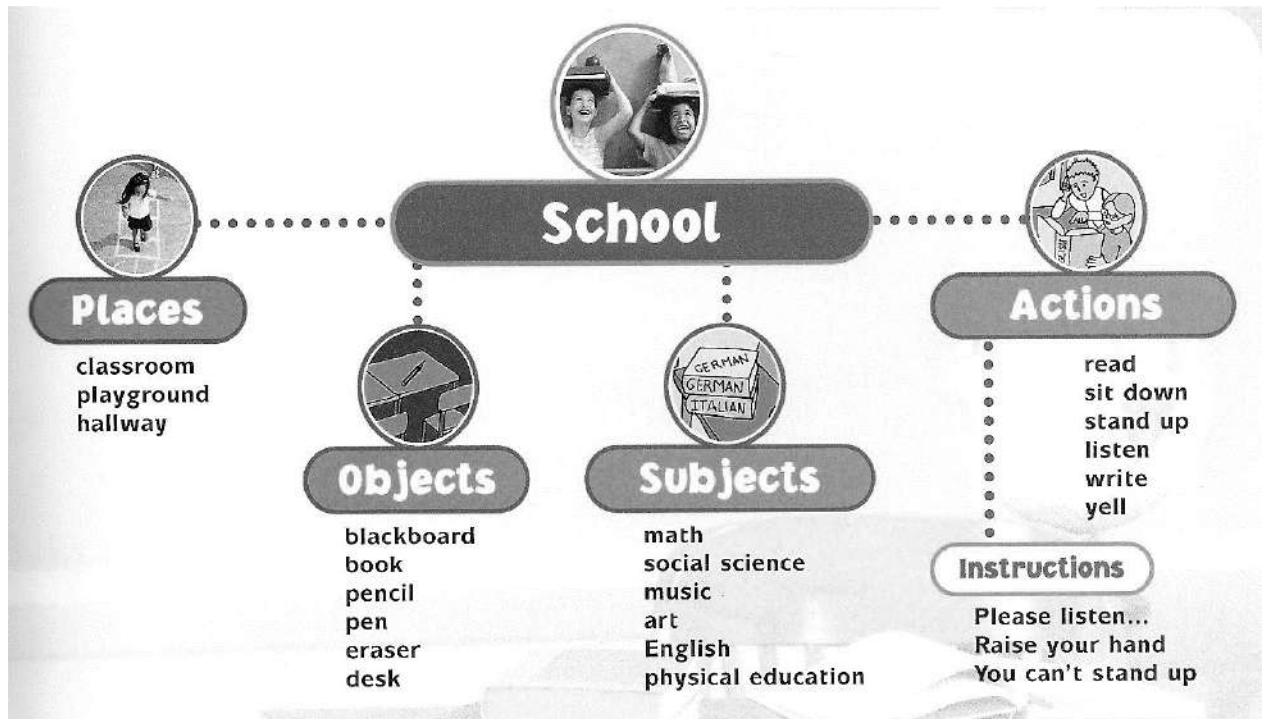 School
Places
classroom
playground
hallway
Objects
blackboard
book
pencil
pen
eraser
desk
GERMAN
GERMAN
ITALIAN
Subjects
math
social science
music
art
English
physical education
Actions
read
sit down
stand up
listen
write
yell
Instructions
Please listen...
Raise your hand
You can't stand up